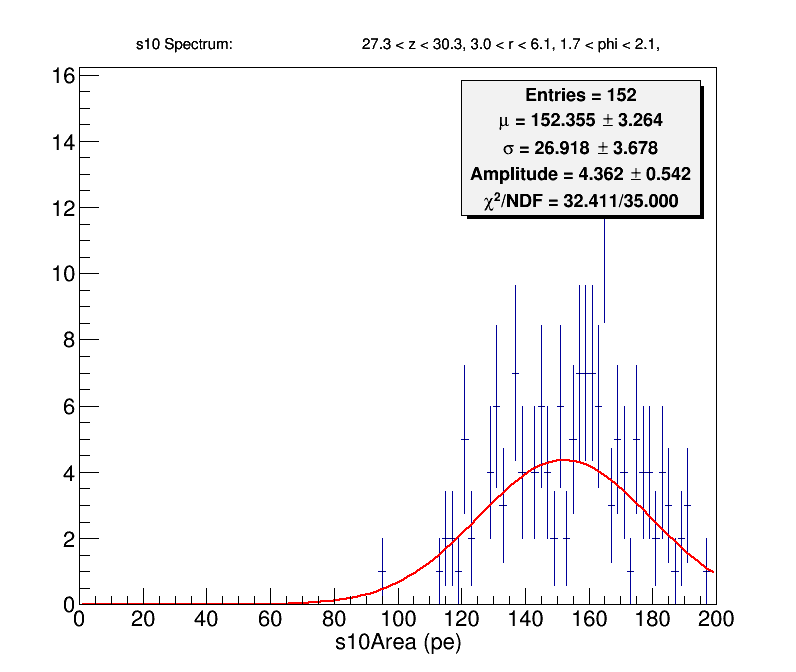 s10 Spectrum: 27.3 < z < 30.3, 3.0 < r < 6.1, 1.7 < phi < 2.1,
Entries = 152
μ = 152.355 ± 3.264
σ = 26.918 ± 3.678
Amplitude = 4.362 ± 0.542
χ²/NDF = 32.411/35.000
16
14
12
10
8
6
4
2
0
0 20 40 60 80 100 120 140 160 180 200
s10Area (pe)